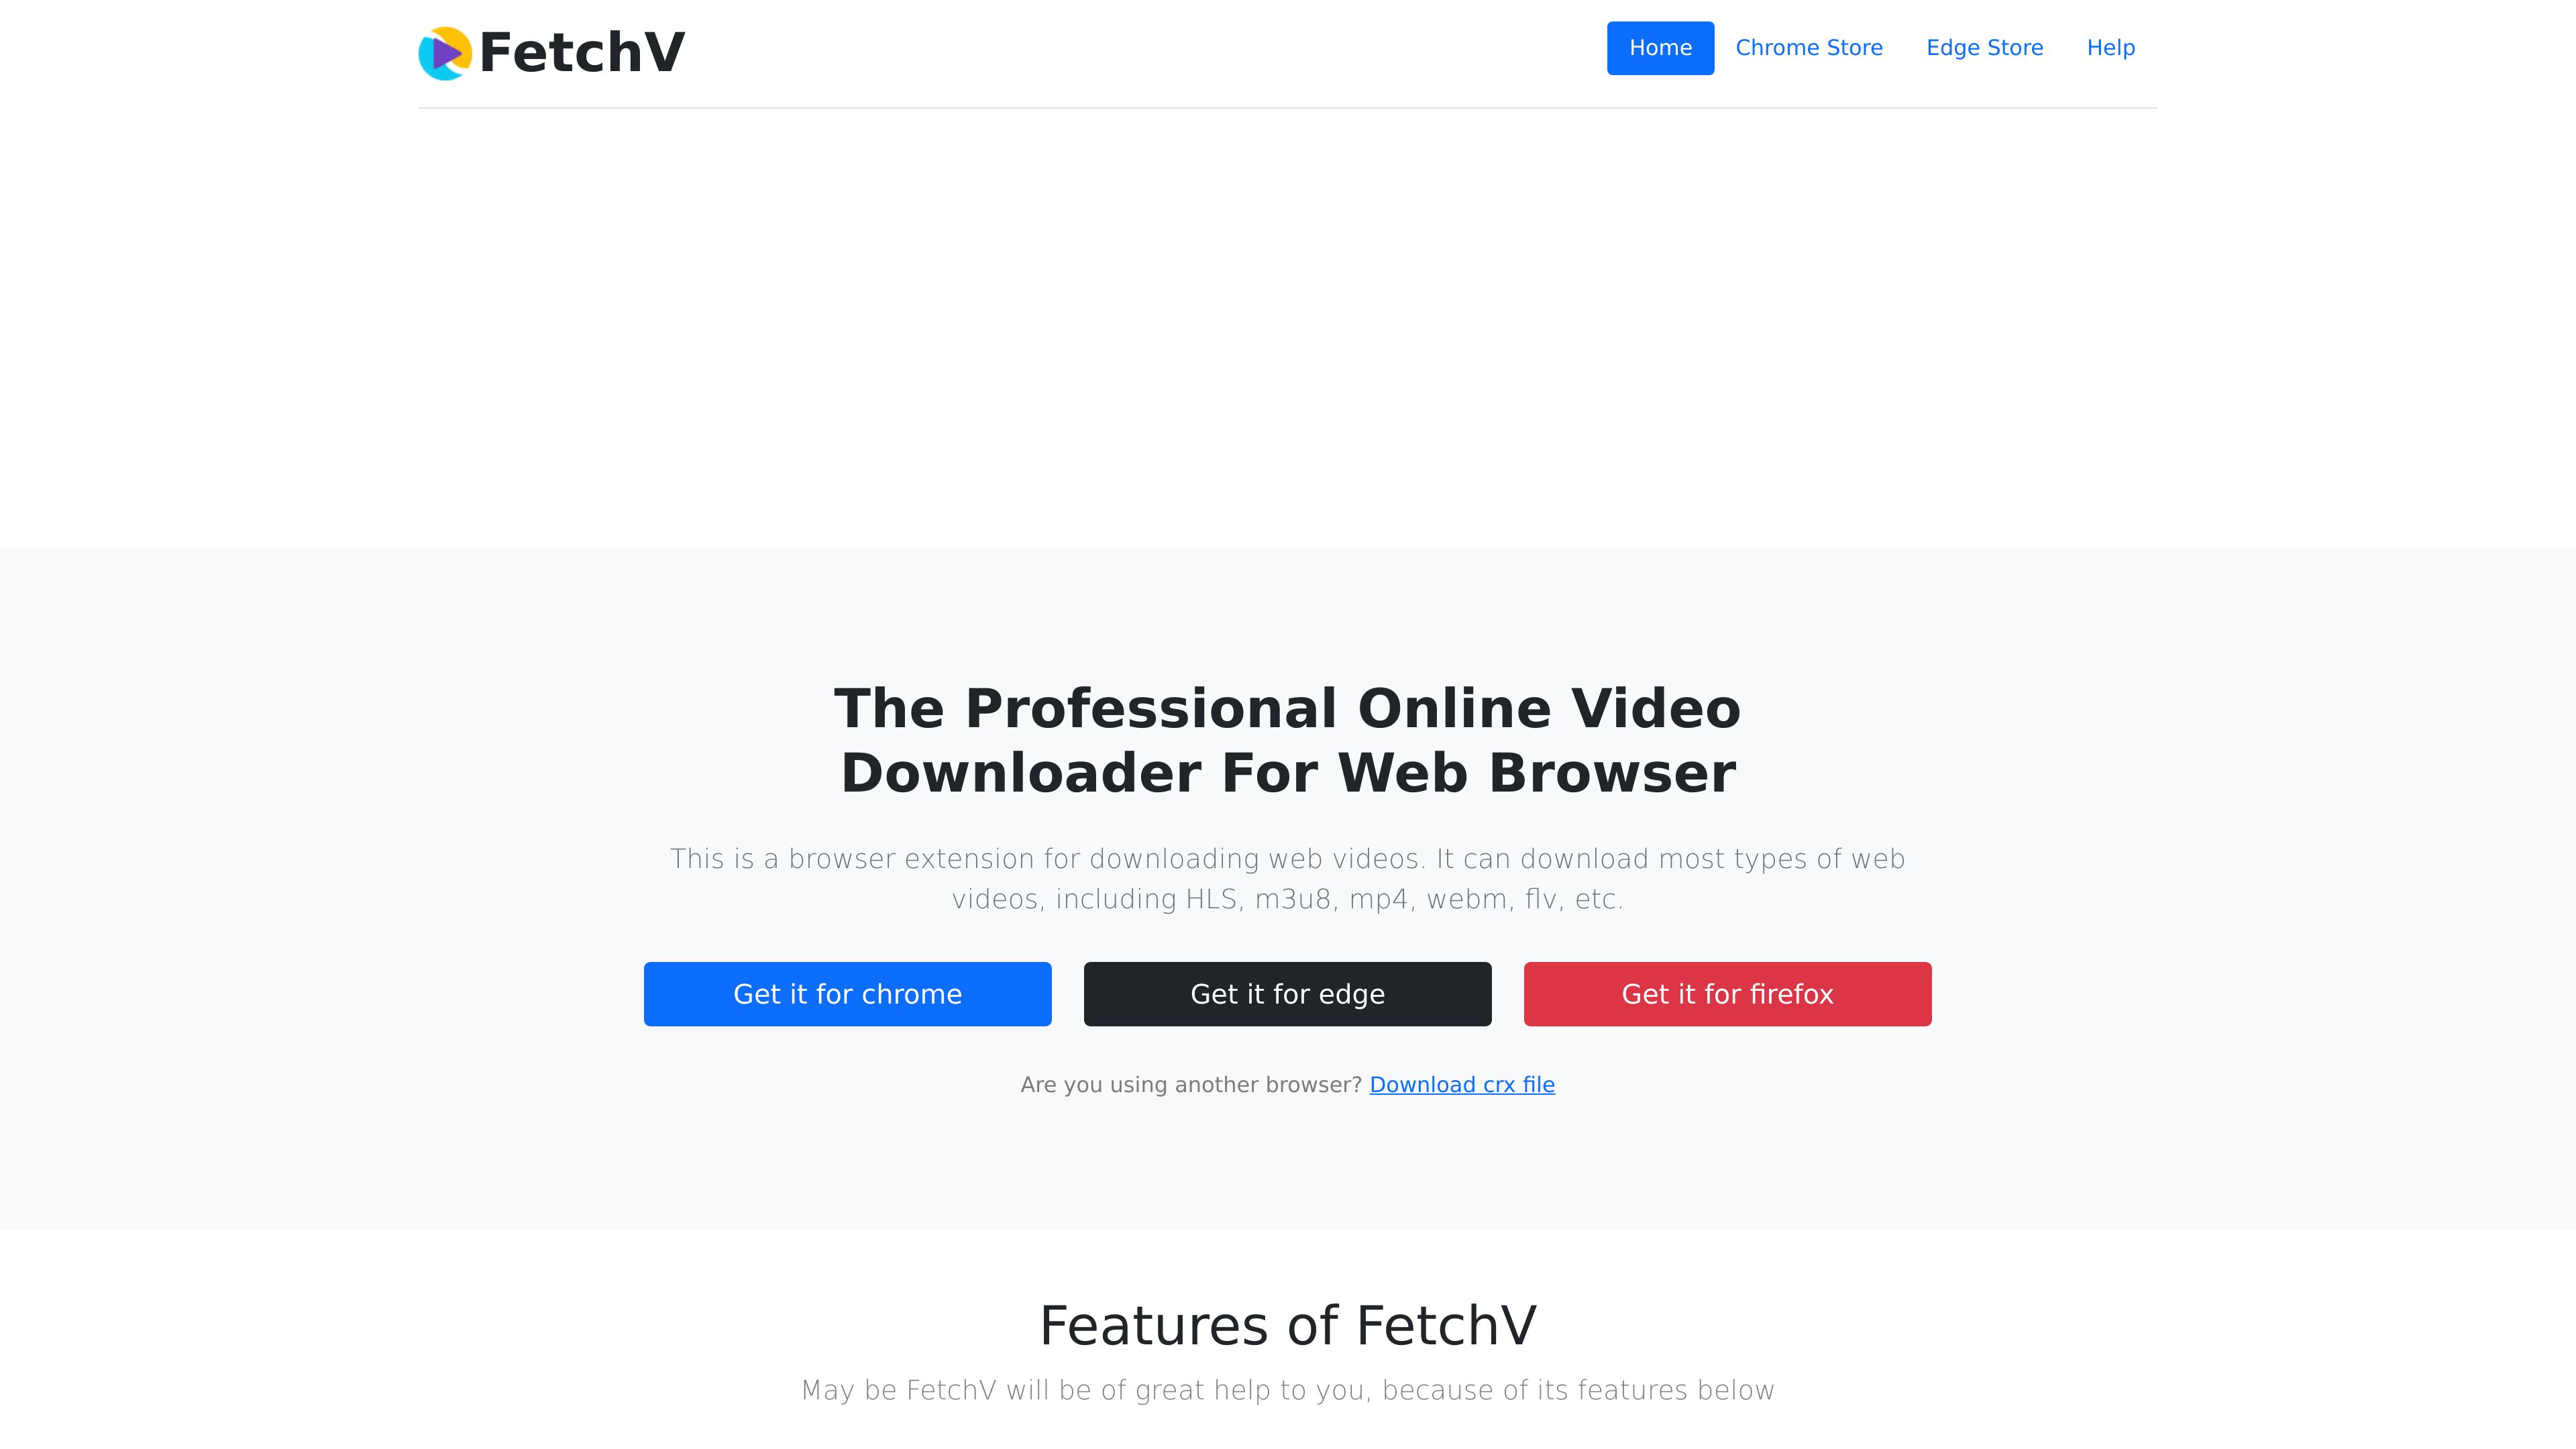 FetchV
Home
Chrome Store
Edge Store
Help
The Professional Online Video
Downloader For Web Browser
This is a browser extension for downloading web videos. It can download most types of web
videos, including HLS, m3u8, mp4, webm, flv, etc.
Get it for chrome
Get it for edge
Get it for firefox
Are you using another browser? Download crx file
Features of FetchV
May be FetchV will be of great help to you, because of its features below